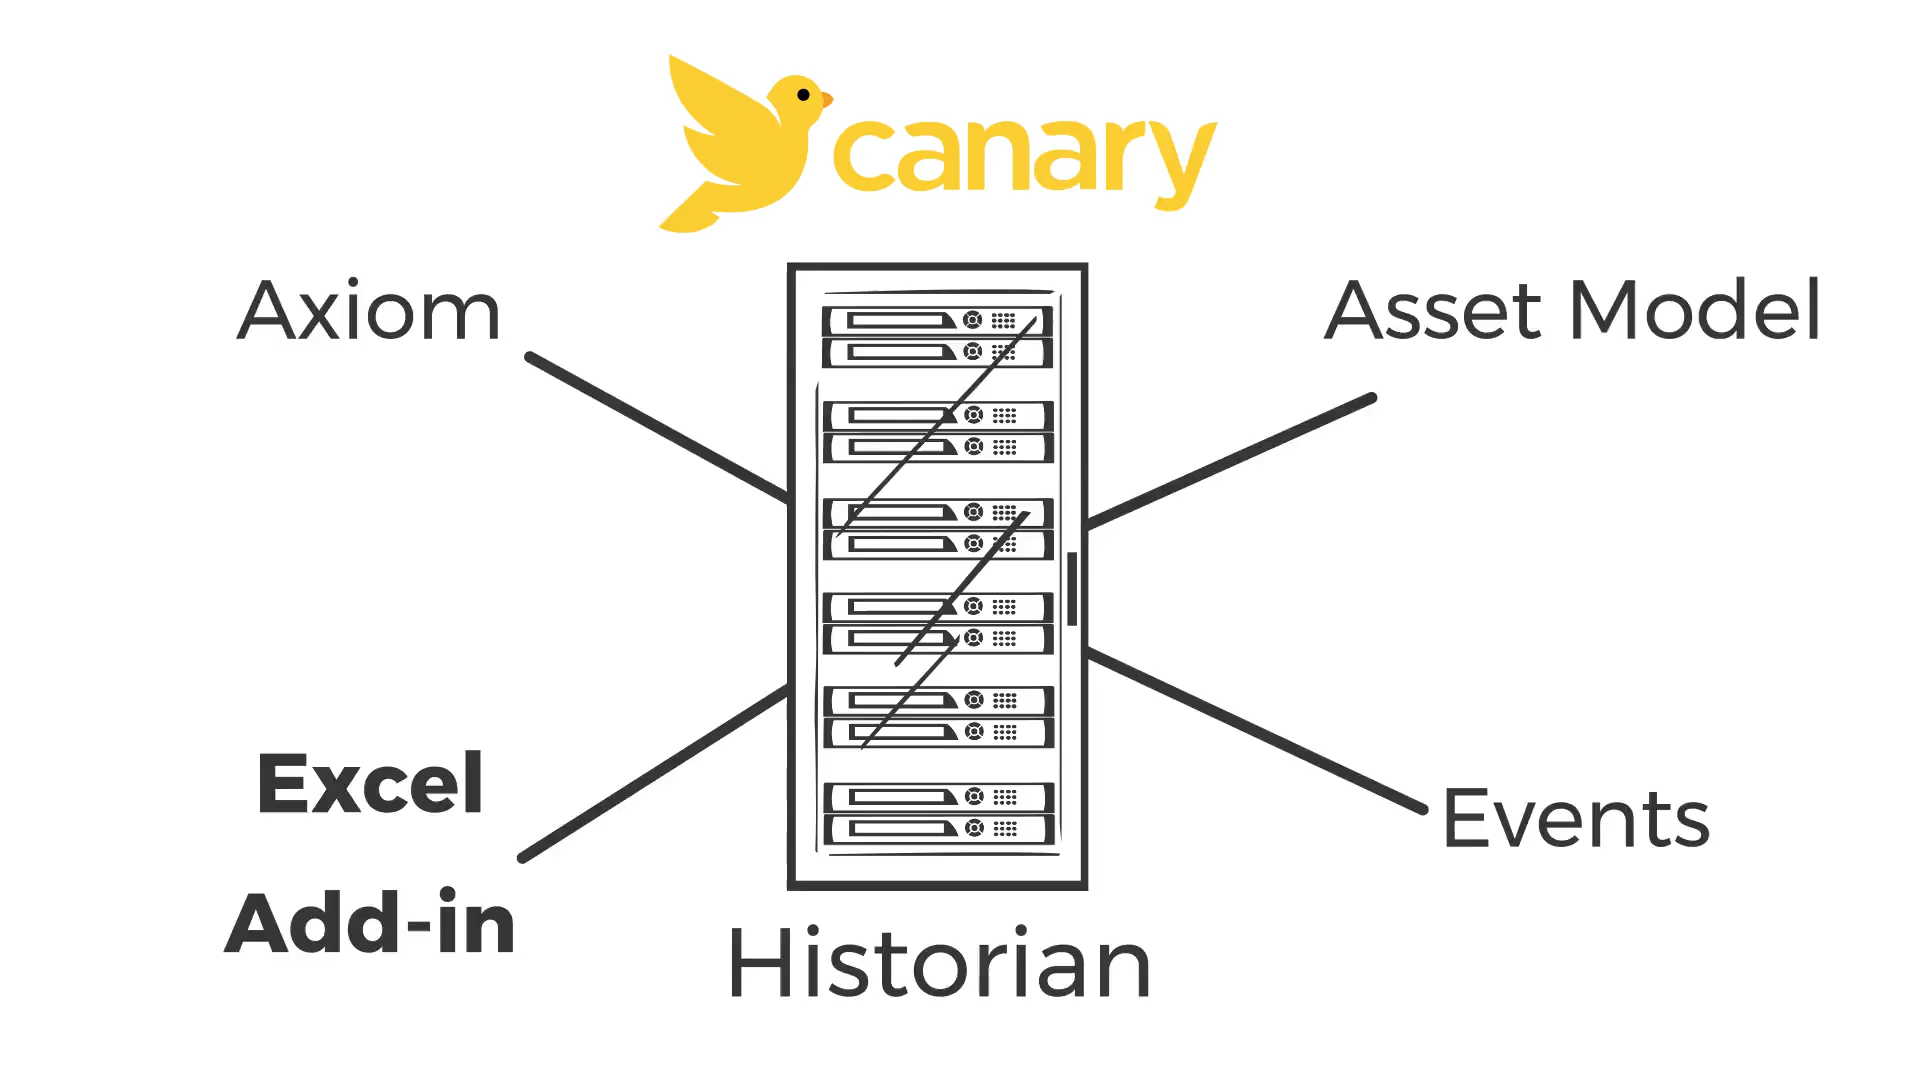 canary
Axiom
Asset Model
Excel
Add-in
Events
Historian